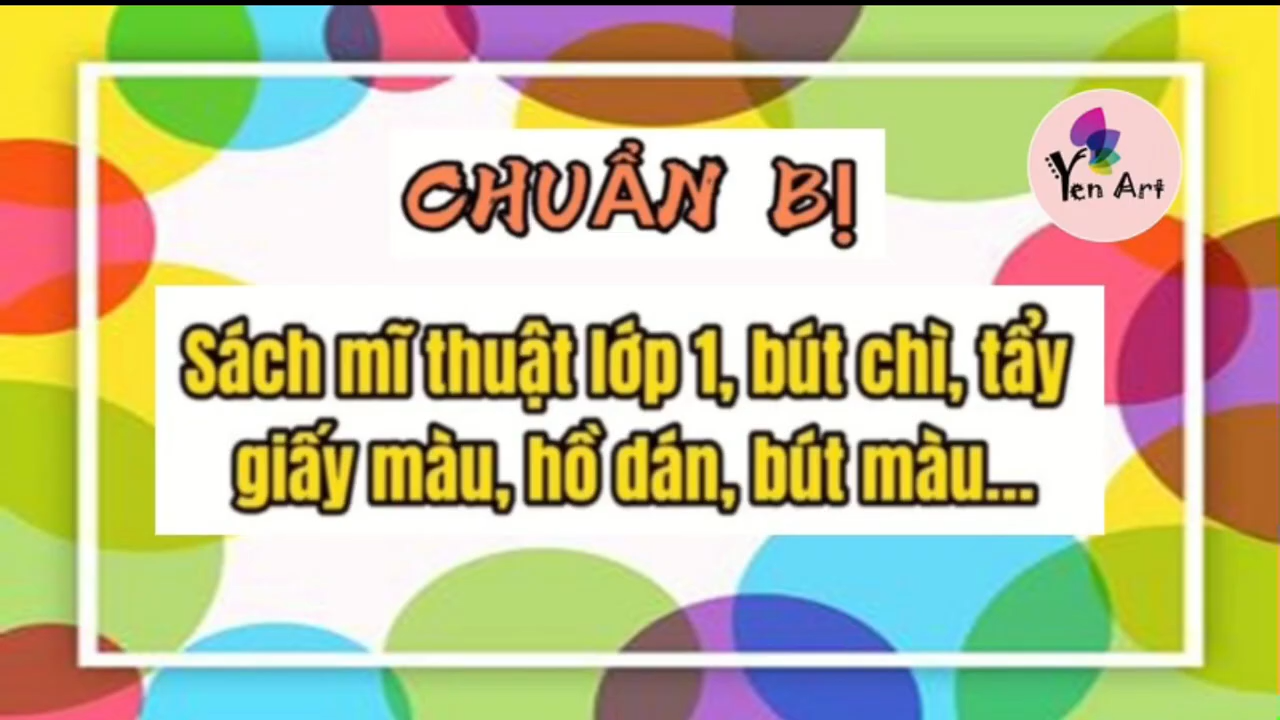 CHUẨN BỊ
Yen Art
Sách mĩ thuật lớp 1, bút chì, tẩy
giấy màu, hồ dán, bút màu...